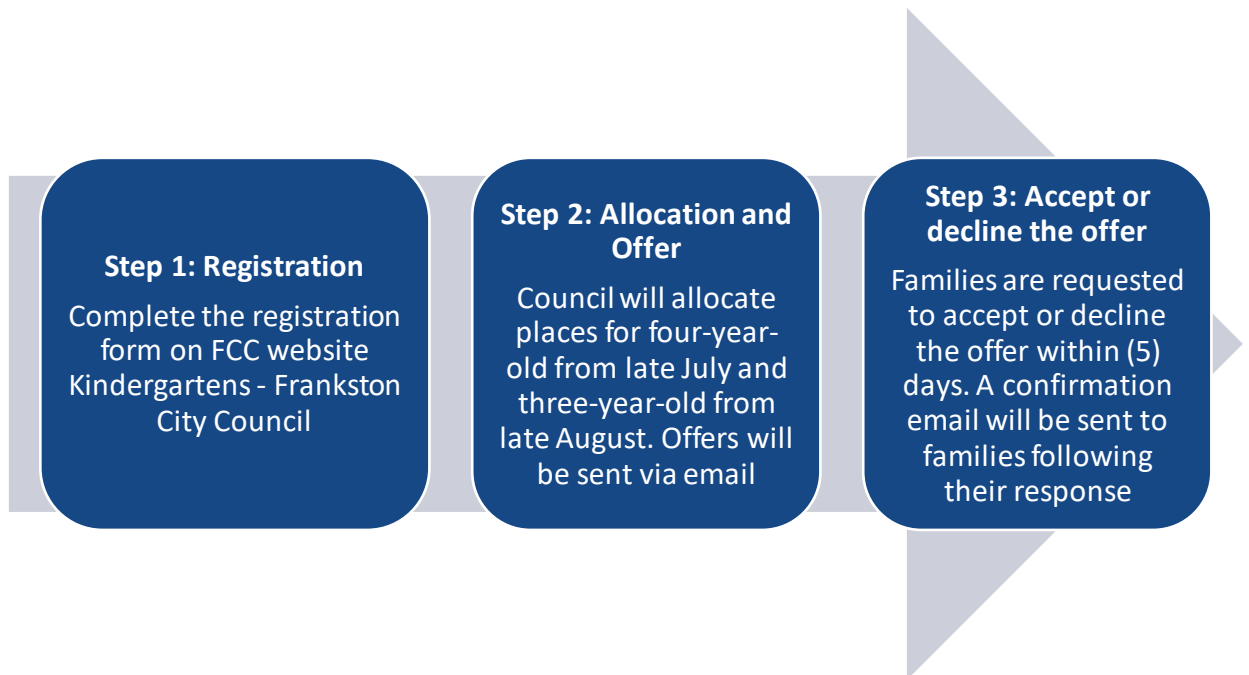 Step 1: Registration
Complete the registration
form on FCC website
Kindergartens - Frankston
City Council
Step 2: Allocation and
Offer
Council will allocate
places for four-year-
old from late July and
three-year-old from
late August. Offers will
be sent via email
Step 3: Accept or
decline the offer
Families are requested
to accept or decline
the offer within (5)
days. A confirmation
email will be sent to
families following
their response